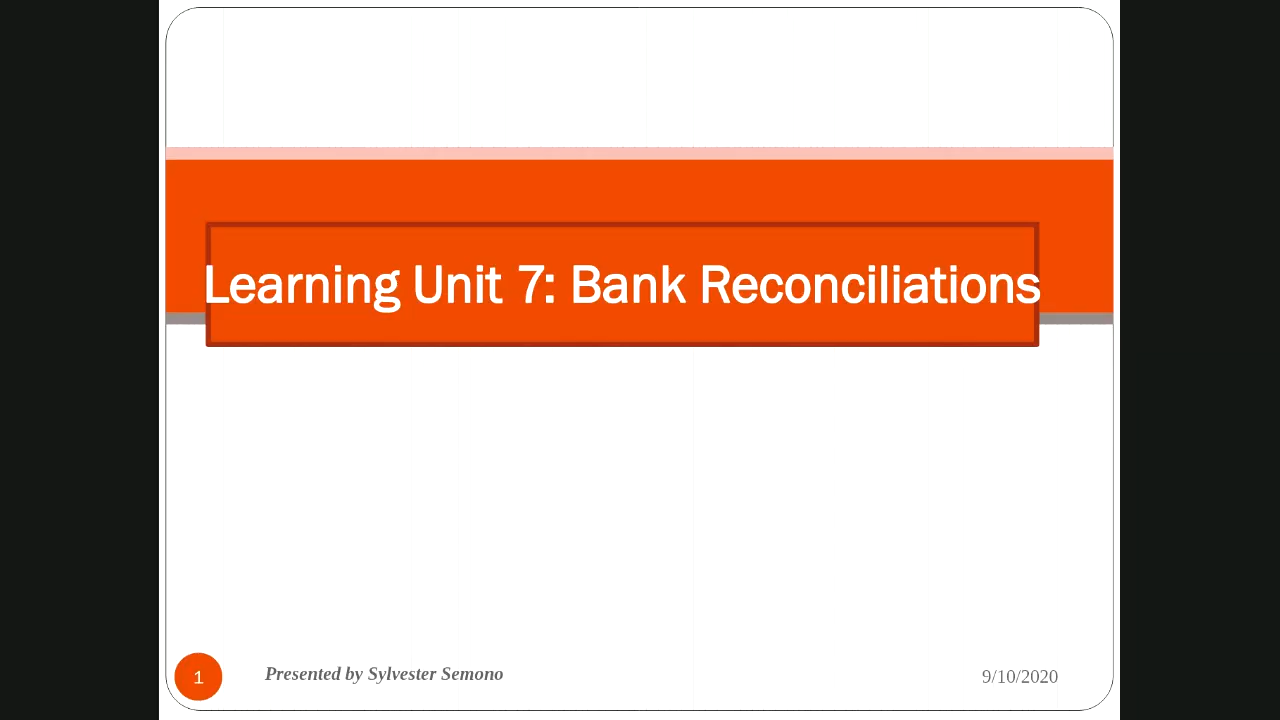 Learning Unit 7: Bank Reconciliations
1
Presented by Sylvester Semono
9/10/2020